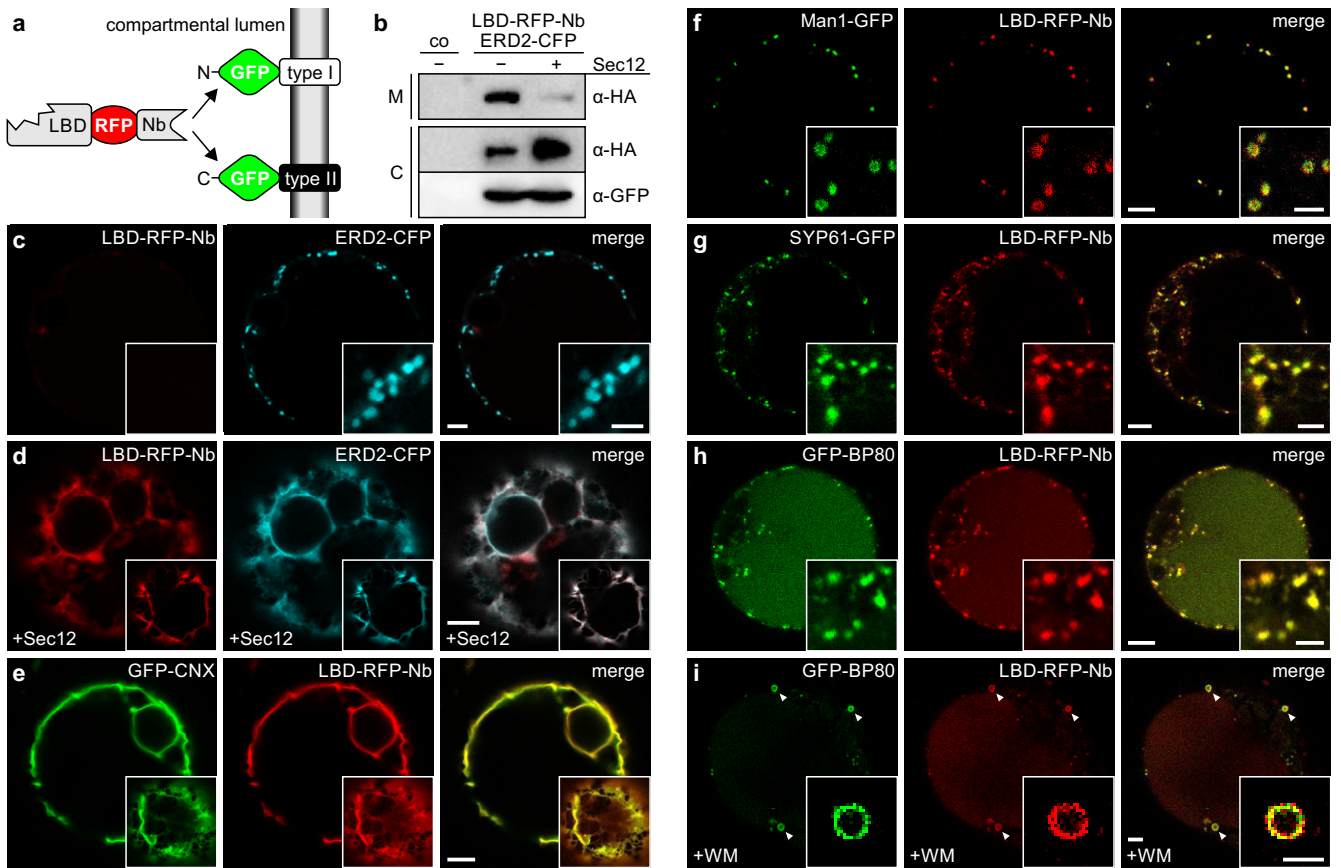 a
compartmental lumen
N
GFP
type I
LBD
RFP
Nb
C
GFP
type II
b
LBD-RFP-Nb
co
ERD2-CFP
–
–
+
Sec12
M
α-HA
C
α-HA
α-GFP
c
LBD-RFP-Nb
ERD2-CFP
merge
d
LBD-RFP-Nb
ERD2-CFP
merge
+Sec12
+Sec12
e
GFP-CNX
LBD-RFP-Nb
merge
f
Man1-GFP
LBD-RFP-Nb
merge
g
SYP61-GFP
LBD-RFP-Nb
merge
h
GFP-BP80
LBD-RFP-Nb
merge
i
GFP-BP80
LBD-RFP-Nb
merge
+WM
+WM
+WM